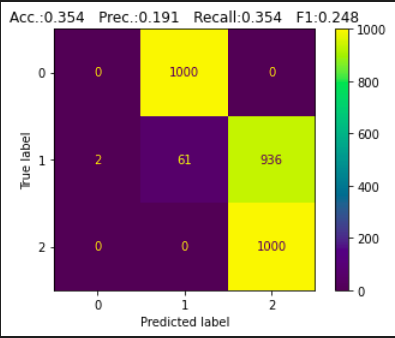 Acc.:0.354 Prec.:0.191 Recall:0.354 F1:0.248
1000
0 0 1000 0
800
600
True label
1 2 61 936
400
200
2 0 0 1000
0
0 1 2
Predicted label